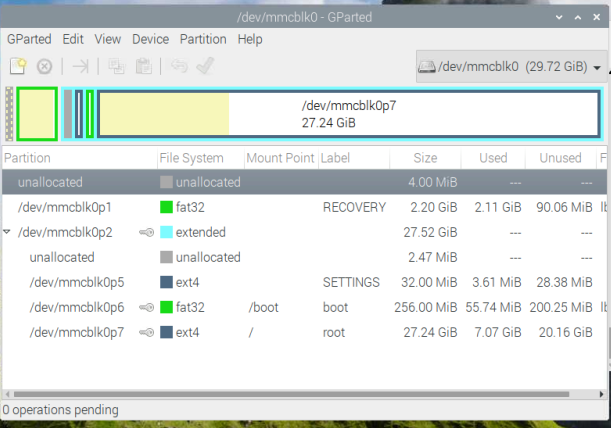 /dev/mmcblk0 - GParted
GParted Edit View Device Partition Help
/dev/mmcblk0 (29.72 GiB)
/dev/mmcblk0p7
27.24 GiB
Partition File System Mount Point Label Size Used Unused F
unallocated unallocated 4.00 MiB --- ---
/dev/mmcblk0p1 fat32 RECOVERY 2.20 GiB 2.11 GiB 90.06 MiB lb
/dev/mmcblk0p2 extended 27.52 GiB --- ---
unallocated unallocated 2.47 MiB --- ---
/dev/mmcblk0p5 ext4 SETTINGS 32.00 MiB 3.61 MiB 28.38 MiB
/dev/mmcblk0p6 fat32 /boot boot 256.00 MiB 55.74 MiB 200.25 MiB lb
/dev/mmcblk0p7 ext4 / root 27.24 GiB 7.07 GiB 20.16 GiB
0 operations pending